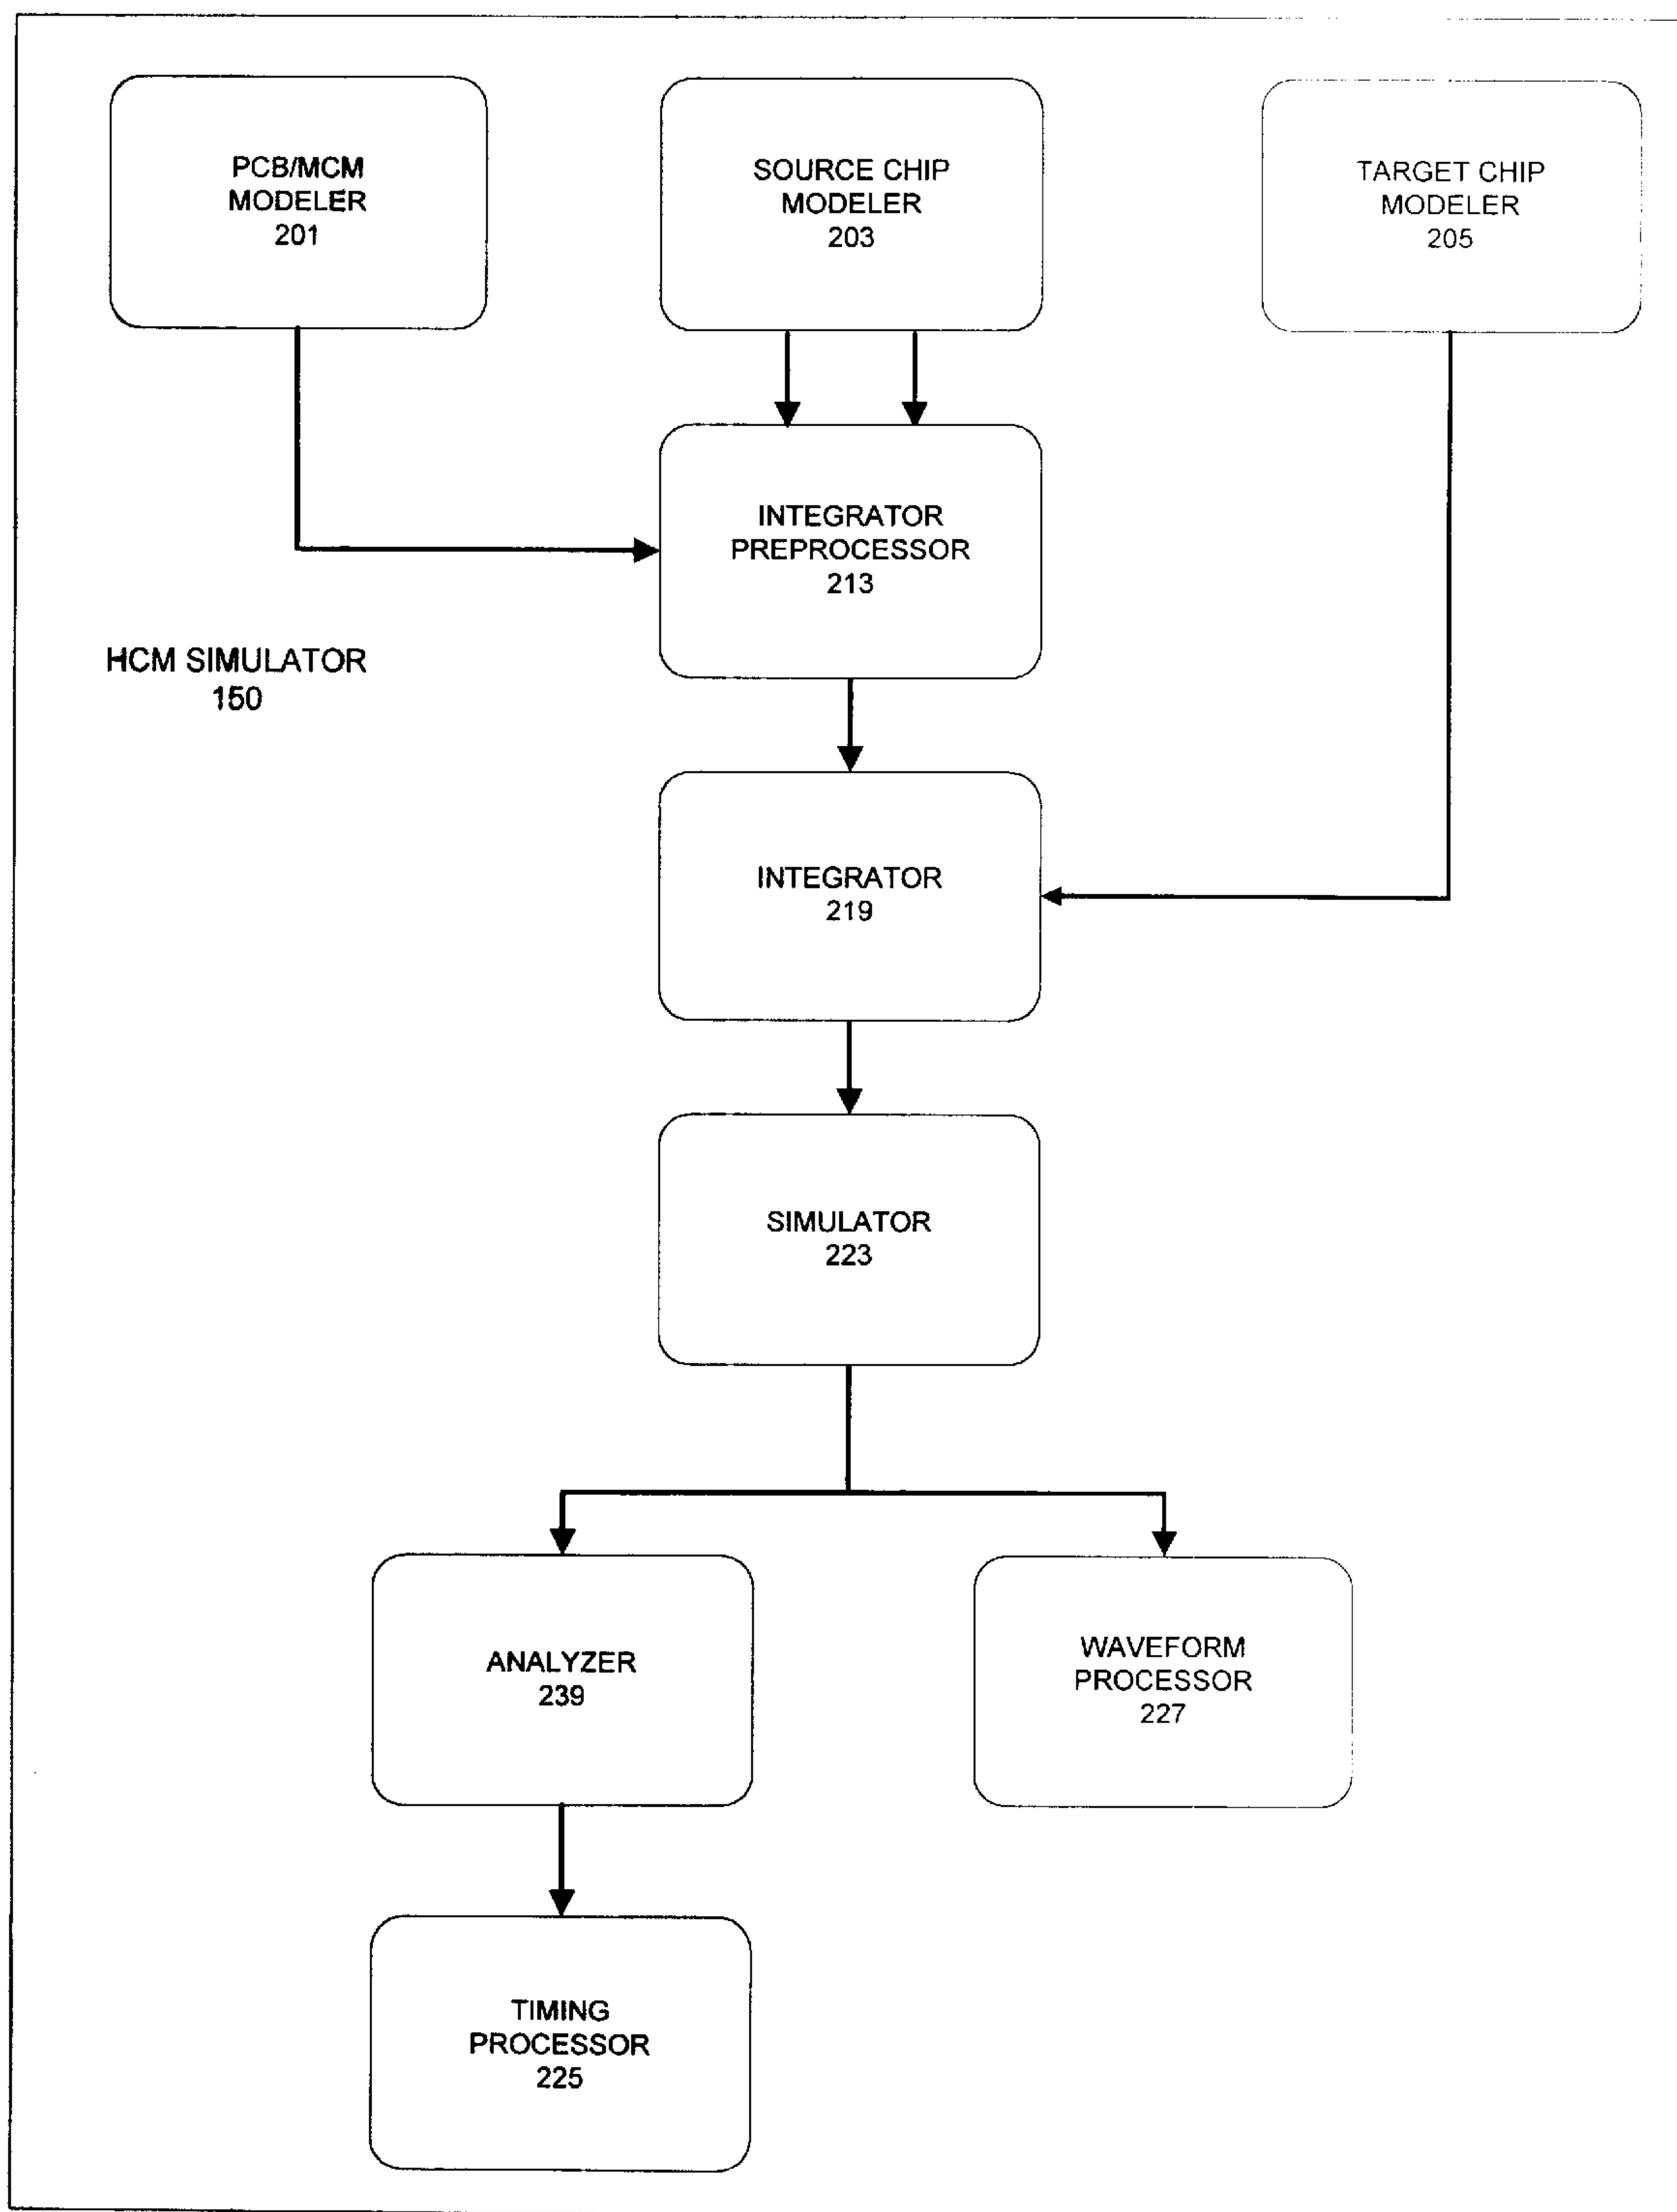 PCB/MCM
MODELER
201
SOURCE CHIP
MODELER
203
TARGET CHIP
MODELER
205
INTEGRATOR
PREPROCESSOR
213
HCM SIMULATOR
150
INTEGRATOR
219
SIMULATOR
223
ANALYZER
239
WAVEFORM
PROCESSOR
227
TIMING
PROCESSOR
225